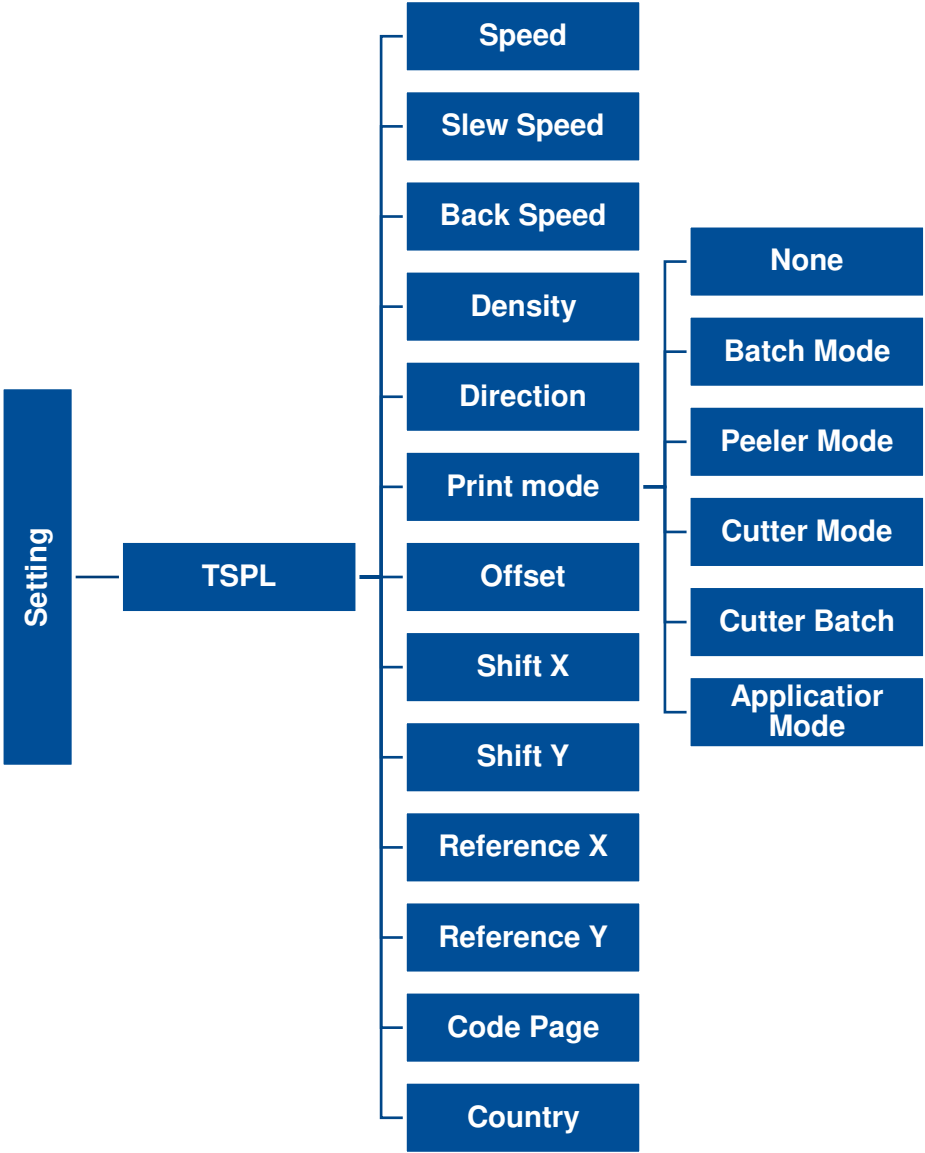 Setting
TSPL
Speed
Slew Speed
Back Speed
Density
Direction
Print mode
Offset
Shift X
Shift Y
Reference X
Reference Y
Code Page
Country
None
Batch Mode
Peeler Mode
Cutter Mode
Cutter Batch
Applicatior
Mode